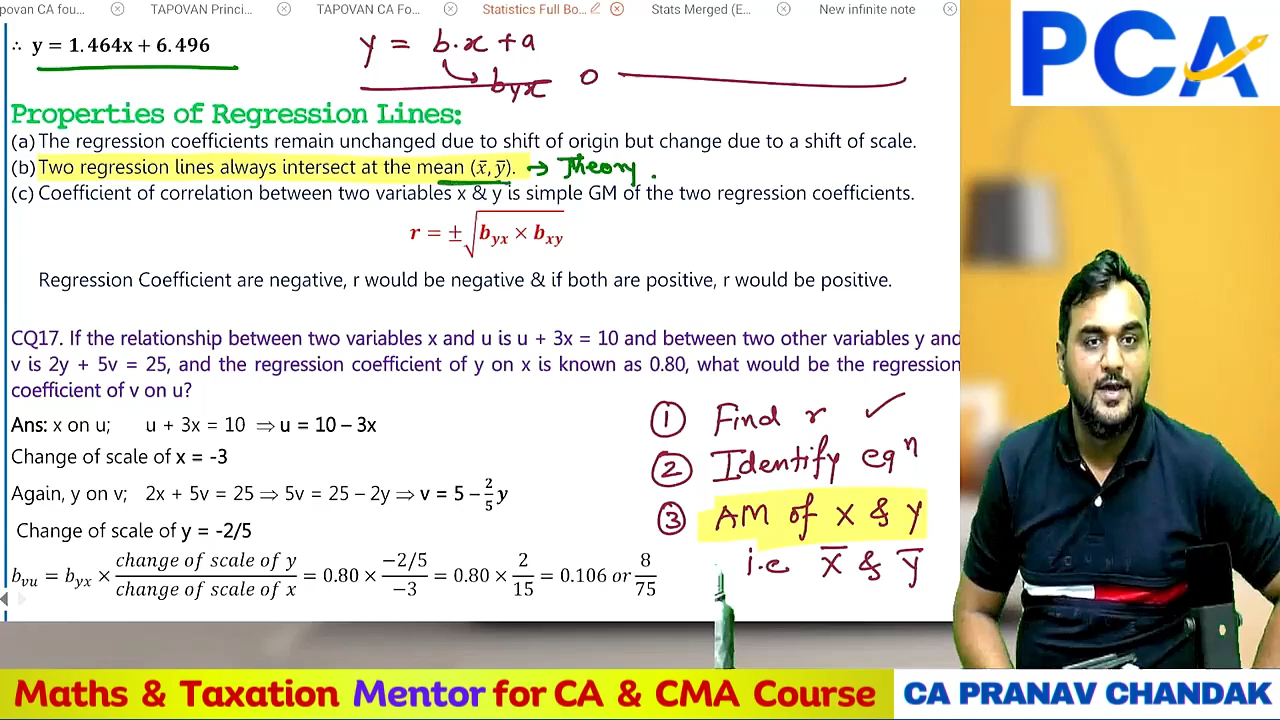 povan CA fou...
TAPOVAN Princi...
TAPOVAN CA Fo...
Statistics Full Bo...
Stats Merged (E...
New infinite note
∴ y = 1.464x + 6.496
y = b.x + a
byx
Properties of Regression Lines:
(a) The regression coefficients remain unchanged due to shift of origin but change due to a shift of scale.
(b) Two regression lines always intersect at the mean (x̄, ȳ). → Theory.
(c) Coefficient of correlation between two variables x & y is simple GM of the two regression coefficients.
r = ±√(b_yx × b_xy)
Regression Coefficient are negative, r would be negative & if both are positive, r would be positive.
CQ17. If the relationship between two variables x and u is u + 3x = 10 and between two other variables y and
v is 2y + 5v = 25, and the regression coefficient of y on x is known as 0.80, what would be the regression
coefficient of v on u?
Ans: x on u; u + 3x = 10 ⇒ u = 10 – 3x
Change of scale of x = -3
Again, y on v; 2x + 5v = 25 ⇒ 5v = 25 – 2y ⇒ v = 5 – 2/5 y
Change of scale of y = -2/5
b_vu = b_yx × change of scale of y / change of scale of x = 0.80 × -2/5 / -3 = 0.80 × 2/15 = 0.106 or 8/75
① Find r ✓
② Identify eqⁿ
③ AM of x & y
i.e x̄ & ȳ
PCA
Maths & Taxation Mentor for CA & CMA Course
CA PRANAV CHANDAK